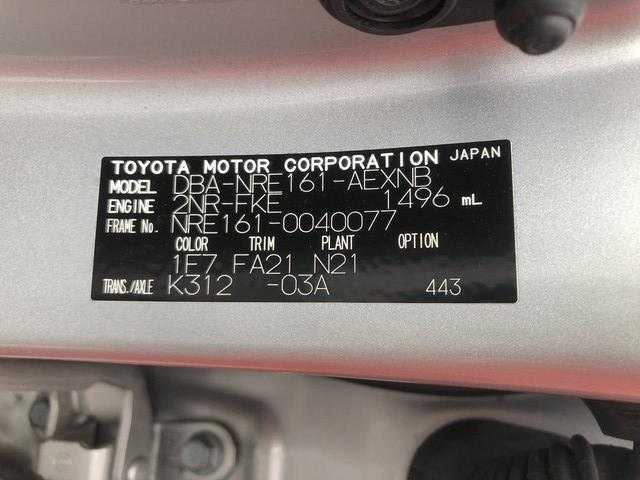 TOYOTA MOTOR CORPORATION JAPAN
MODEL DBA-NRE161-AEXNB
ENGINE 2NR-FKE 1496 mL
FRAME No. NRE161-0040077
COLOR TRIM PLANT OPTION
1F7 FA21 N21
TRANS./AXLE K312 -03A 443